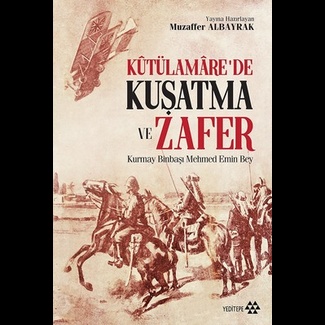 Yayına Hazırlayan
Muzaffer ALBAYRAK
KÛTÜLAMÂRE'DE
KUŞATMA
VE ZAFER
Kurmay Binbaşı Mehmed Emin Bey
YEDİTEPE